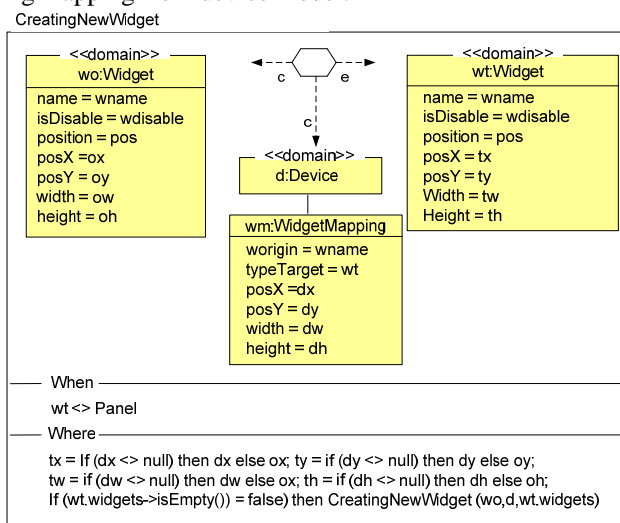 CreatingNewWidget
<<domain>>
wo:Widget
name = wname
isDisable = wdisable
position = pos
posX =ox
posY = oy
width = ow
height = oh
c
e
c
<<domain>>
d:Device
wm:WidgetMapping
worigin = wname
typeTarget = wt
posX =dx
posY = dy
width = dw
height = dh
<<domain>>
wt:Widget
name = wname
isDisable = wdisable
position = pos
posX = tx
posY = ty
Width = tw
Height = th
When
wt <> Panel
Where
tx = If (dx <> null) then dx else ox; ty = if (dy <> null) then dy else oy;
tw = if (dw <> null) then dw else ox; th = if (dh <> null) then dh else oh;
If (wt.widgets->isEmpty()) = false) then CreatingNewWidget (wo,d,wt.widgets)